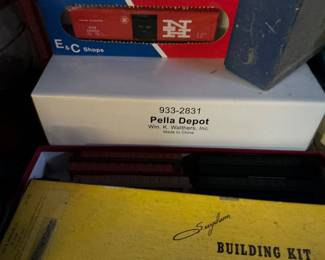 NH
E&C Shops
933-2831
Pella Depot
Wm. K. Walthers, Inc.
Made in China
BUILDING KIT